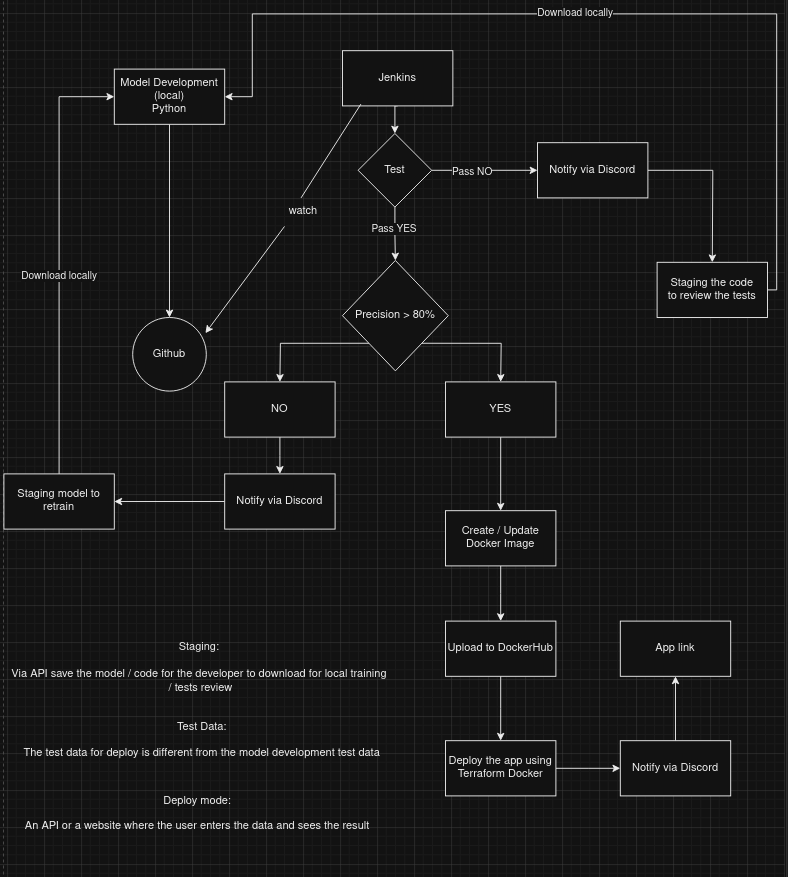 Download locally
Model Development
(local)
Python
Jenkins
Test
Pass NO
Notify via Discord
watch
Pass YES
Download locally
Staging the code
to review the tests
Precision > 80%
Github
NO
YES
Staging model to
retrain
Notify via Discord
Create / Update
Docker Image
Upload to DockerHub
App link
Staging:
Via API save the model / code for the developer to download for local training
/ tests review
Test Data:
The test data for deploy is different from the model development test data
Deploy the app using
Terraform Docker
Notify via Discord
Deploy mode:
An API or a website where the user enters the data and sees the result